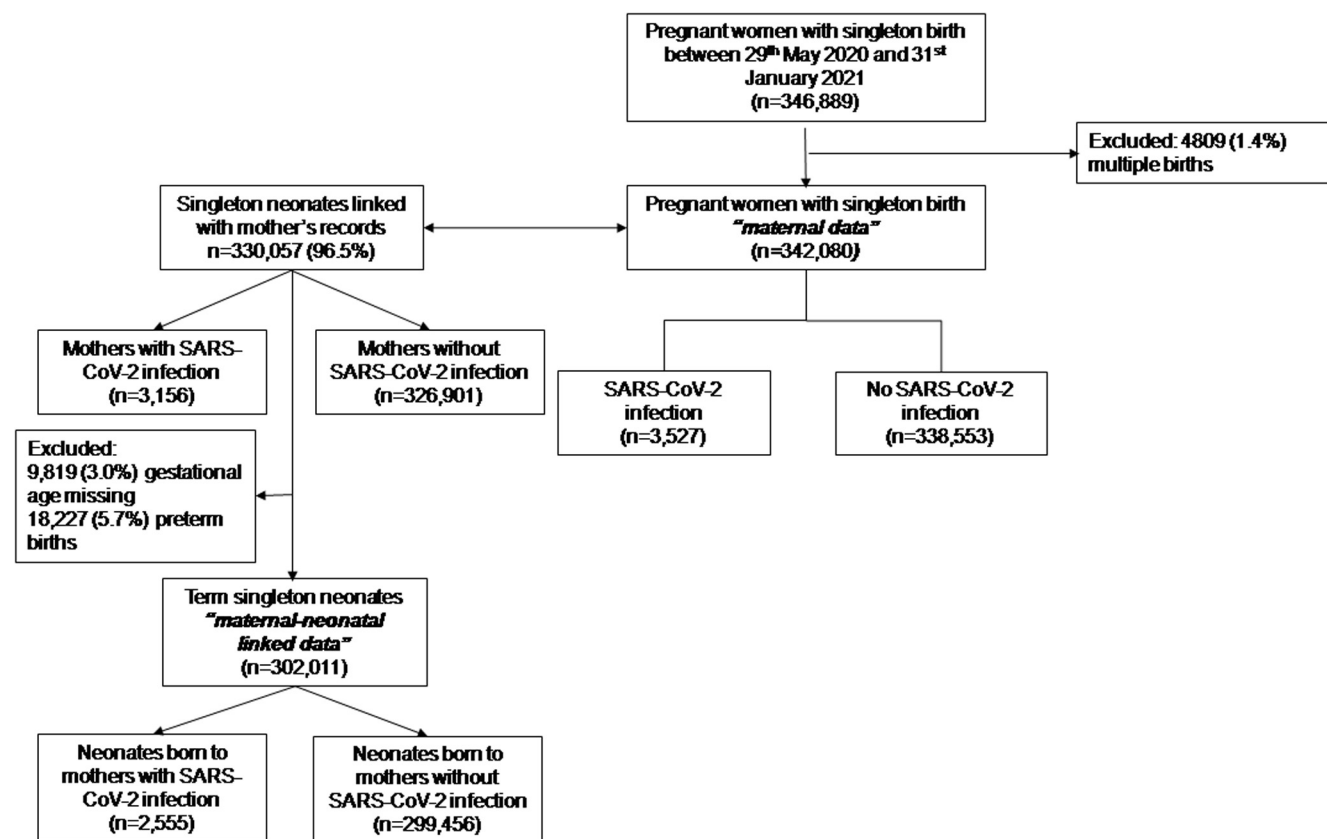 Pregnant women with singleton birth
between 29th May 2020 and 31st
January 2021
(n=346,889)
Excluded: 4809 (1.4%)
multiple births
Singleton neonates linked
with mother's records
n=330,057 (96.5%)
Pregnant women with singleton birth
"maternal data"
(n=342,080)
Mothers with SARS-
CoV-2 infection
(n=3,156)
Mothers without
SARS-CoV-2 infection
(n=326,901)
SARS-CoV-2
infection
(n=3,527)
No SARS-CoV-2
infection
(n=338,553)
Excluded:
9,819 (3.0%) gestational
age missing
18,227 (5.7%) preterm
births
Term singleton neonates
"maternal-neonatal
linked data"
(n=302,011)
Neonates born to
mothers with SARS-
CoV-2 infection
(n=2,555)
Neonates born to
mothers without
SARS-CoV-2 infection
(n=299,456)